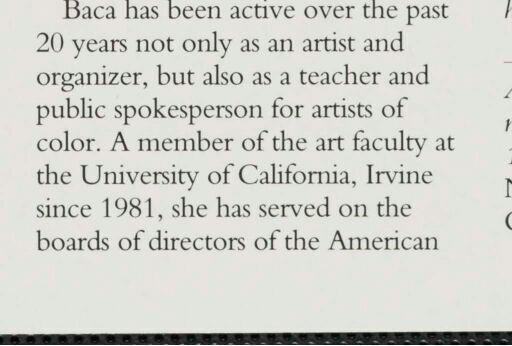 Baca has been active over the past
20 years not only as an artist and
organizer, but also as a teacher and
public spokesperson for artists of
color. A member of the art faculty at
the University of California, Irvine
since 1981, she has served on the
boards of directors of the American